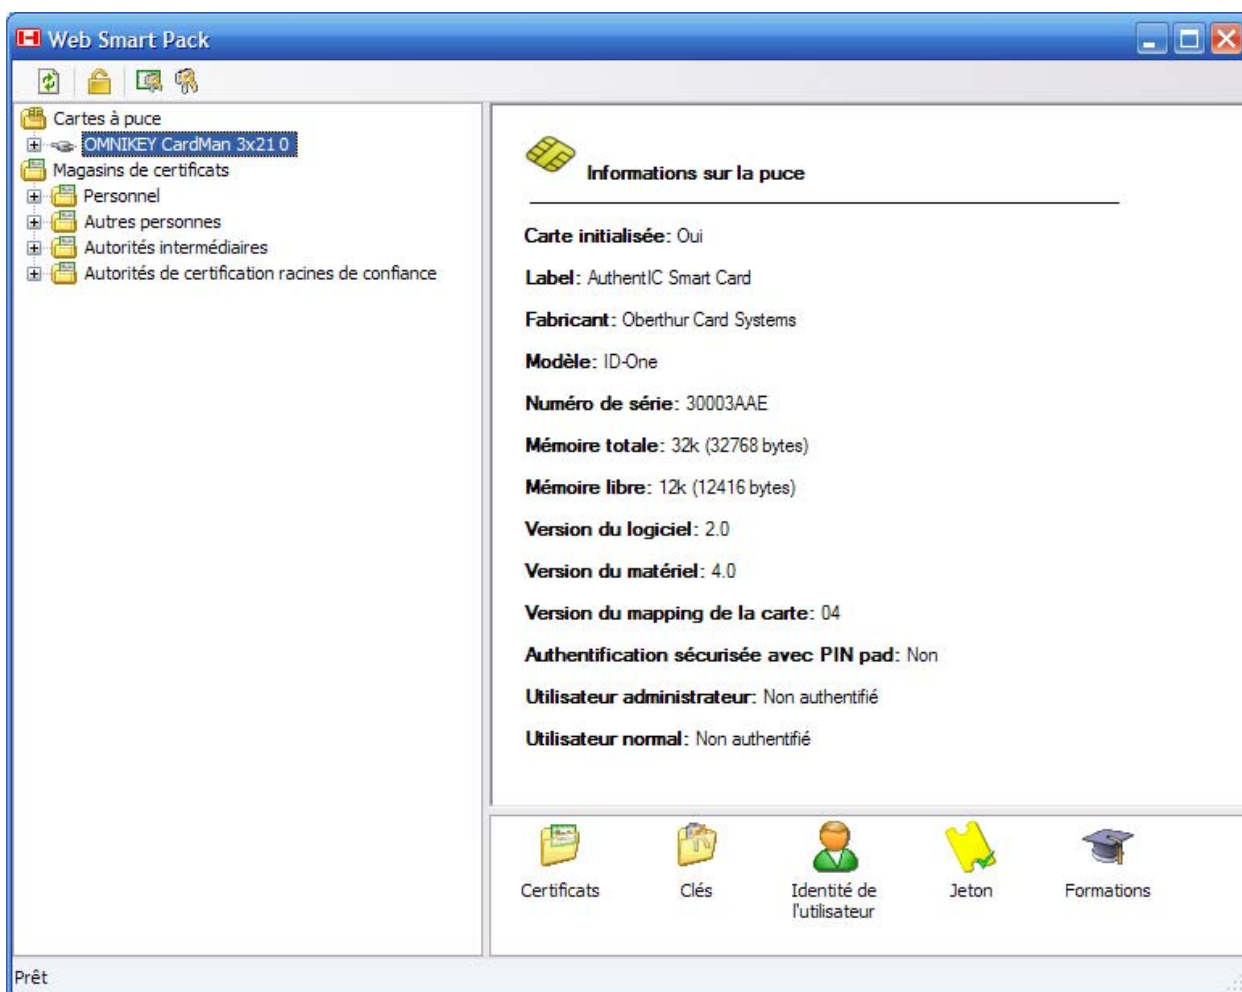 Web Smart Pack
Cartes à puce
OMNIKEY CardMan 3x21 0
Magasins de certificats
Personnel
Autres personnes
Autorités intermédiaires
Autorités de certification racines de confiance
Informations sur la puce
Carte initialisée: Oui
Label: AuthentIC Smart Card
Fabricant: Oberthur Card Systems
Modèle: ID-One
Numéro de série: 30003AAE
Mémoire totale: 32k (32768 bytes)
Mémoire libre: 12k (12416 bytes)
Version du logiciel: 2.0
Version du matériel: 4.0
Version du mapping de la carte: 04
Authentification sécurisée avec PIN pad: Non
Utilisateur administrateur: Non authentifié
Utilisateur normal: Non authentifié
Certificats
Clés
Identité de
l'utilisateur
Jeton
Formations
Prêt